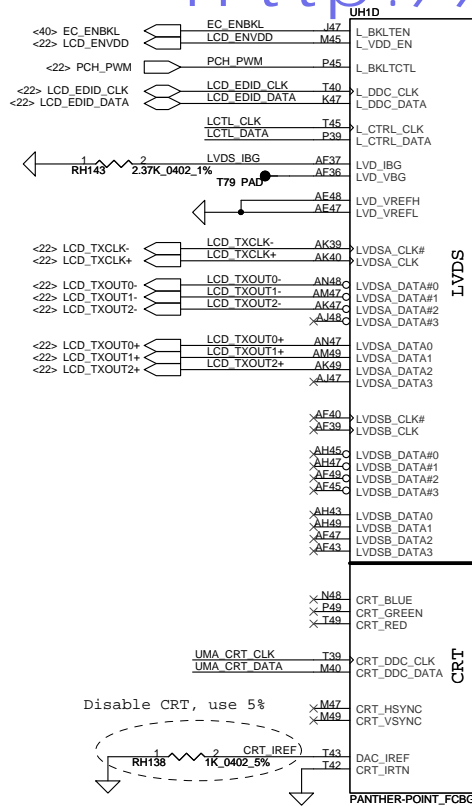 http://
UH1D
<40> EC_ENBKL EC_ENBKL J47 L_BKLTEN
<22> LCD_ENVDD LCD_ENVDD M45 L_VDD_EN
<22> PCH_PWM PCH_PWM P45 L_BKLTCTL
<22> LCD_EDID_CLK LCD_EDID_CLK T40 L_DDC_CLK
<22> LCD_EDID_DATA LCD_EDID_DATA K47 L_DDC_DATA
LCTL_CLK T45 L_CTRL_CLK
LCTL_DATA P39 L_CTRL_DATA
1 2 LVDS_IBG AF37 LVD_IBG
RH143 2.37K_0402_1% AF36 LVD_VBG
T79 PAD
AE48 LVD_VREFH
AE47 LVD_VREFL
LVDS
<22> LCD_TXCLK- LCD_TXCLK- AK39 LVDSA_CLK#
<22> LCD_TXCLK+ LCD_TXCLK+ AK40 LVDSA_CLK
<22> LCD_TXOUT0- LCD_TXOUT0- AN48 LVDSA_DATA#0
<22> LCD_TXOUT1- LCD_TXOUT1- AM47 LVDSA_DATA#1
<22> LCD_TXOUT2- LCD_TXOUT2- AK47 LVDSA_DATA#2
AJ48 LVDSA_DATA#3
<22> LCD_TXOUT0+ LCD_TXOUT0+ AN47 LVDSA_DATA0
<22> LCD_TXOUT1+ LCD_TXOUT1+ AM49 LVDSA_DATA1
<22> LCD_TXOUT2+ LCD_TXOUT2+ AK49 LVDSA_DATA2
AJ47 LVDSA_DATA3
AF40 LVDSB_CLK#
AF39 LVDSB_CLK
AH45 LVDSB_DATA#0
AH47 LVDSB_DATA#1
AF49 LVDSB_DATA#2
AF45 LVDSB_DATA#3
AH43 LVDSB_DATA0
AH49 LVDSB_DATA1
AF47 LVDSB_DATA2
AF43 LVDSB_DATA3
N48 CRT_BLUE
P49 CRT_GREEN
T49 CRT_RED
CRT
UMA_CRT_CLK T39 CRT_DDC_CLK
UMA_CRT_DATA M40 CRT_DDC_DATA
Disable CRT, use 5%
M47 CRT_HSYNC
M49 CRT_VSYNC
1 2 CRT_IREF T43 DAC_IREF
RH138 1K_0402_5% T42 CRT_IRTN
PANTHER-POINT_FCBG